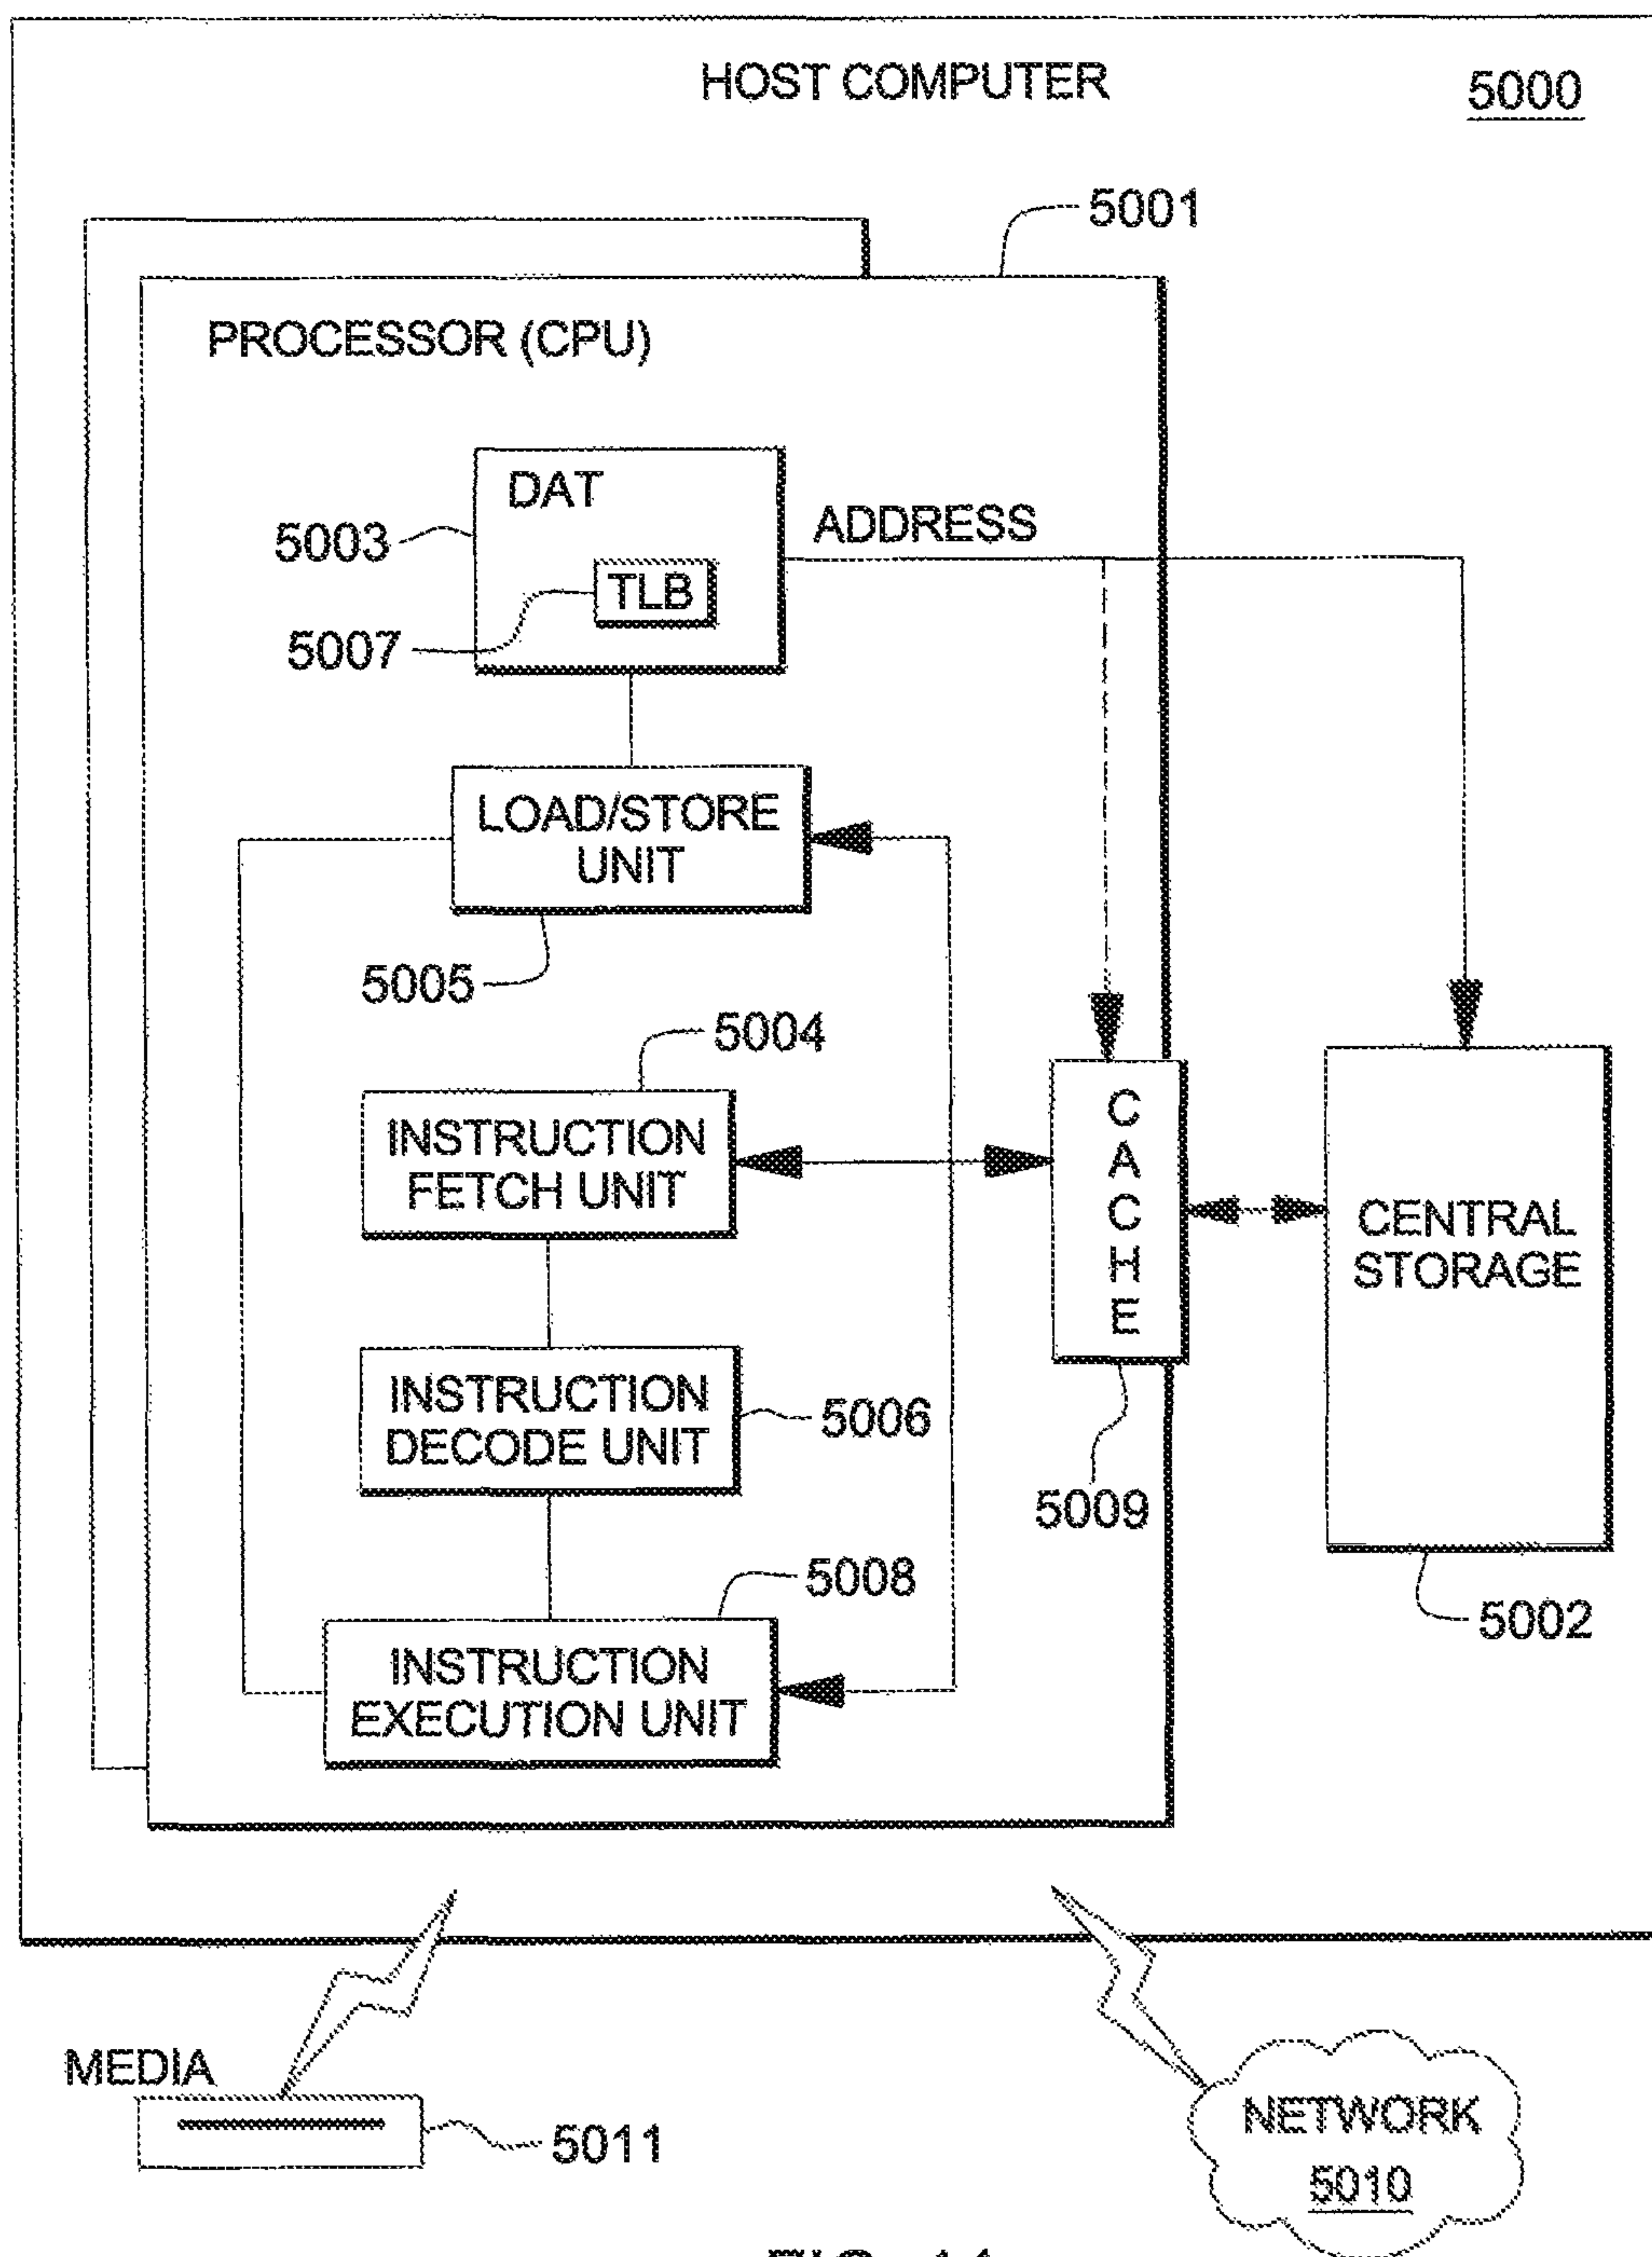 HOST COMPUTER
5000
5001
PROCESSOR (CPU)
DAT
ADDRESS
5003
TLB
5007
LOAD/STORE
UNIT
5005
5004
INSTRUCTION
FETCH UNIT
CACHE
CENTRAL
STORAGE
INSTRUCTION
DECODE UNIT
5006
5009
5008
5002
INSTRUCTION
EXECUTION UNIT
MEDIA
5011
NETWORK
5010